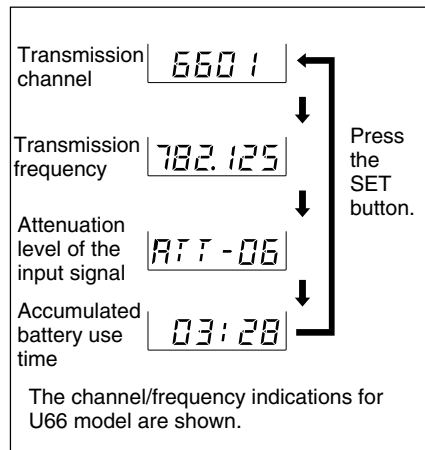 Transmission
channel
6601
Transmission
frequency
782.125
Press
the
SET
button.
Attenuation
level of the
input signal
ATT-06
Accumulated
battery use
time
03:28
The channel/frequency indications for
U66 model are shown.